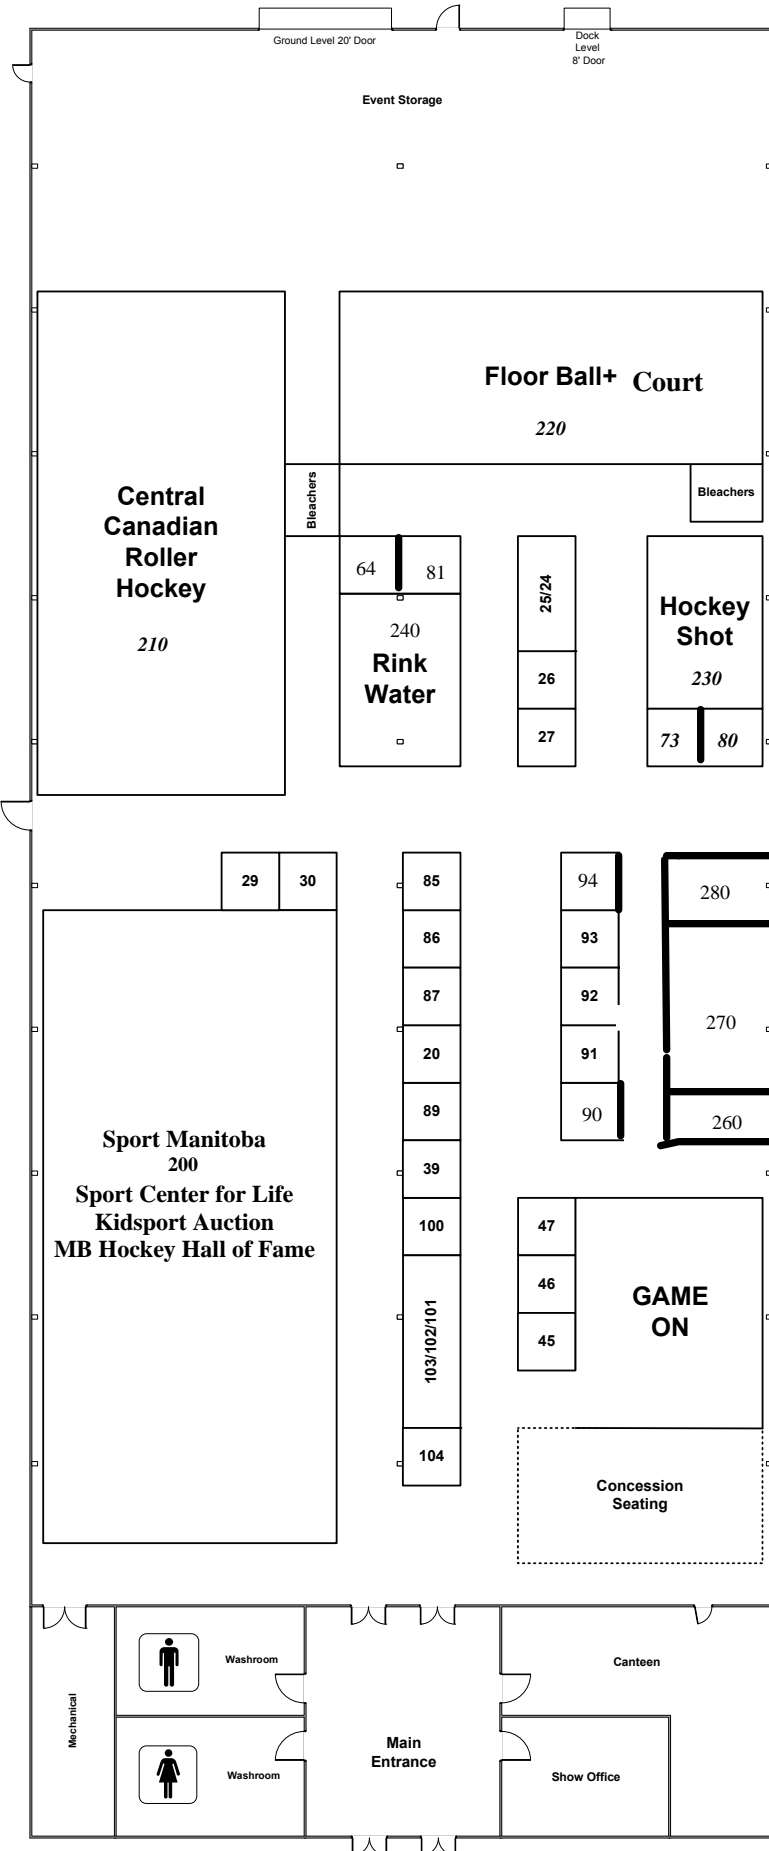 Ground Level 20' Door
Dock
Level
8' Door
Event Storage
Floor Ball+ Court
220
Bleachers
Bleachers
Central
Canadian
Roller
Hockey
210
64
81
240
Rink
Water
25/24
26
27
Hockey
Shot
230
73
80
29
30
85
86
87
20
89
39
100
103/102/101
104
94
93
92
91
90
280
270
260
Sport Manitoba
200
Sport Center for Life
Kidsport Auction
MB Hockey Hall of Fame
47
46
45
GAME
ON
Concession
Seating
Mechanical
Washroom
Washroom
Main
Entrance
Canteen
Show Office